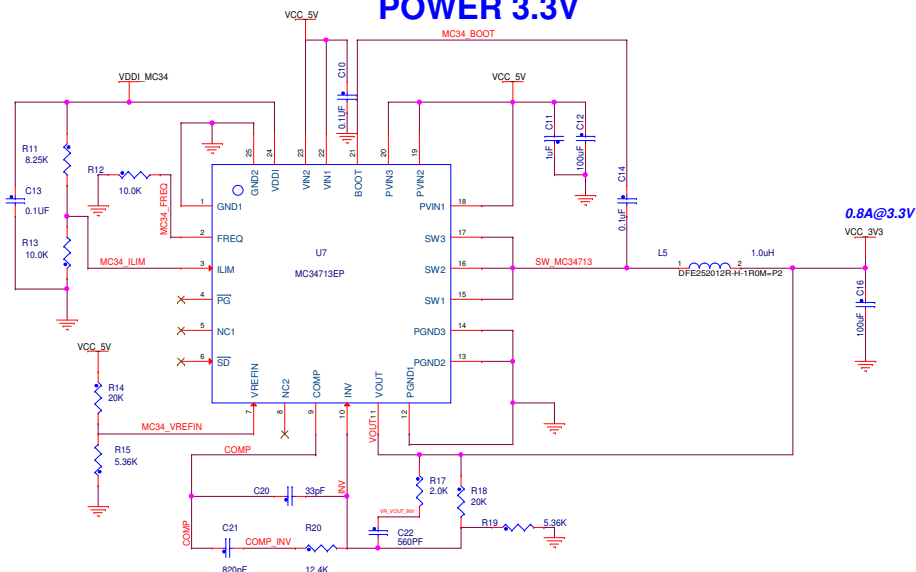 POWER 3.3V
VCC_5V
MC34_BOOT
VDDI_MC34
C10
0.1UF
VCC_5V
R11
8.25K
R12
10.0K
C13
0.1UF
R13
10.0K
MC34_FREQ
MC34_ILIM
25
24
23
22
21
20
19
GND2
VDDI
VIN2
VIN1
BOOT
PVIN3
PVIN2
C11
1uF
C12
100uF
C14
0.1uF
1
GND1
2
FREQ
3
ILIM
4
PG
5
NC1
6
SD
U7
MC34713EP
PVIN1
18
SW3
17
SW2
16
SW1
15
PGND3
14
PGND2
13
SW_MC34713
L5
1.0uH
1
2
DFE252012R-H-1R0M=P2
0.8A@3.3V
VCC_3V3
C16
100uF
VREFIN
NC2
COMP
INV
VOUT
PGND1
7
8
9
10
11
12
VCC_5V
R14
20K
MC34_VREFIN
R15
5.36K
COMP
INV
VOUT
C20
33pF
R17
2.0K
R18
20K
VR_VOUT_INV
C22
560PF
R19
5.36K
COMP
C21
COMP_INV
R20
820pF
12.4K